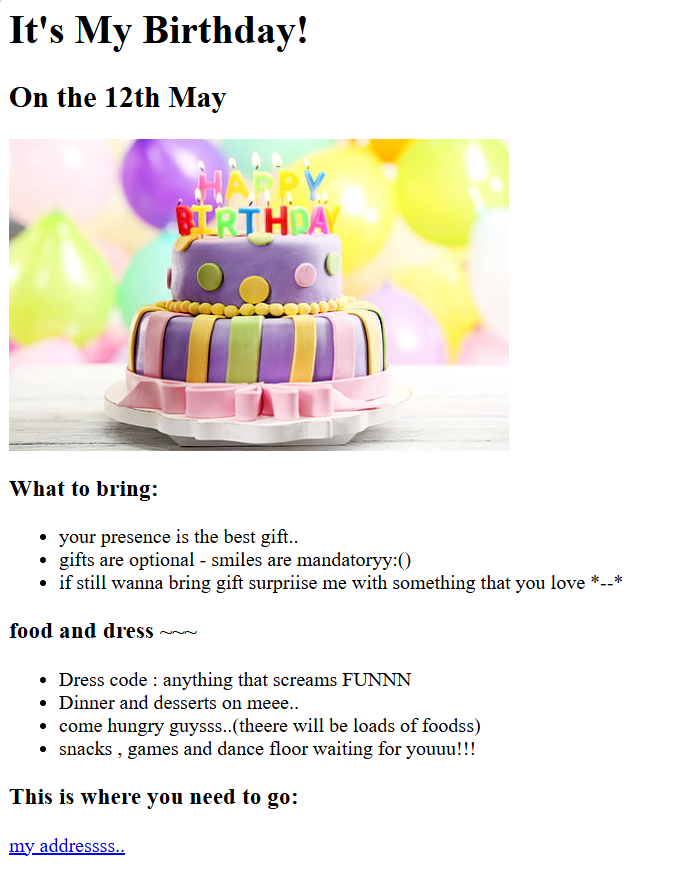 It's My Birthday!
On the 12th May
HAPPY
BIRTHDAY
What to bring:
your presence is the best gift..
gifts are optional - smiles are mandatoryy:()
if still wanna bring gift surpriise me with something that you love *--*
food and dress ~~~
Dress code : anything that screams FUNNN
Dinner and desserts on meee..
come hungry guysss..(theere will be loads of foodss)
snacks , games and dance floor waiting for youuu!!!
This is where you need to go:
my addressss..